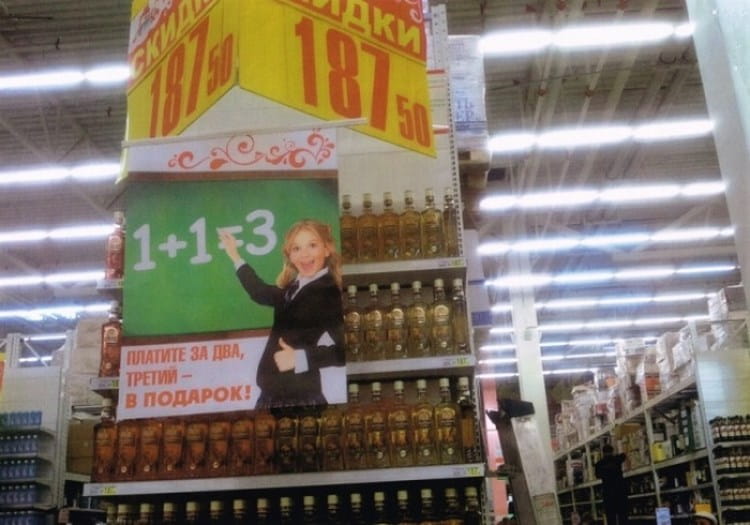 СКИДКИ
187 50
СКИДКИ
187 50
1+1=3
ПЛАТИТЕ ЗА ДВА,
ТРЕТИЙ –
В ПОДАРОК!